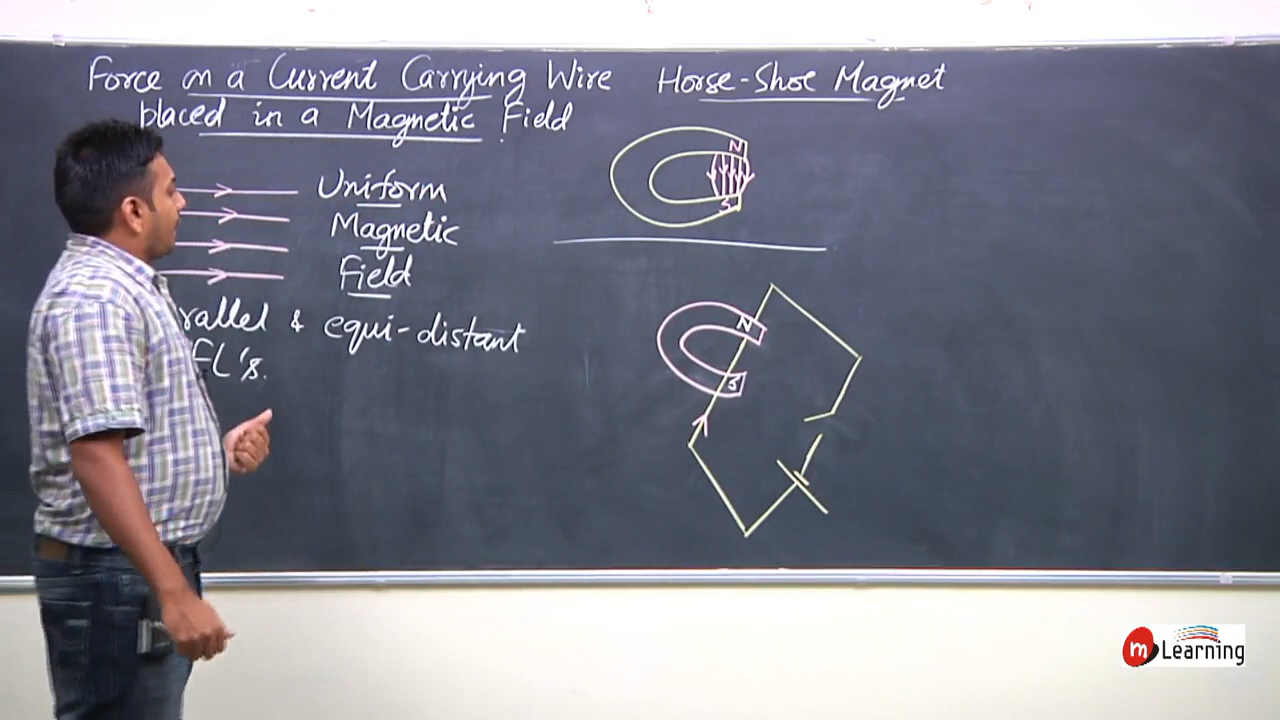 Force on a Current Carrying Wire
placed in a Magnetic Field
Horse-Shoe Magnet
N
S
Uniform
Magnetic
Field
rallel & equi-distant
FL's.
N
S
m Learning